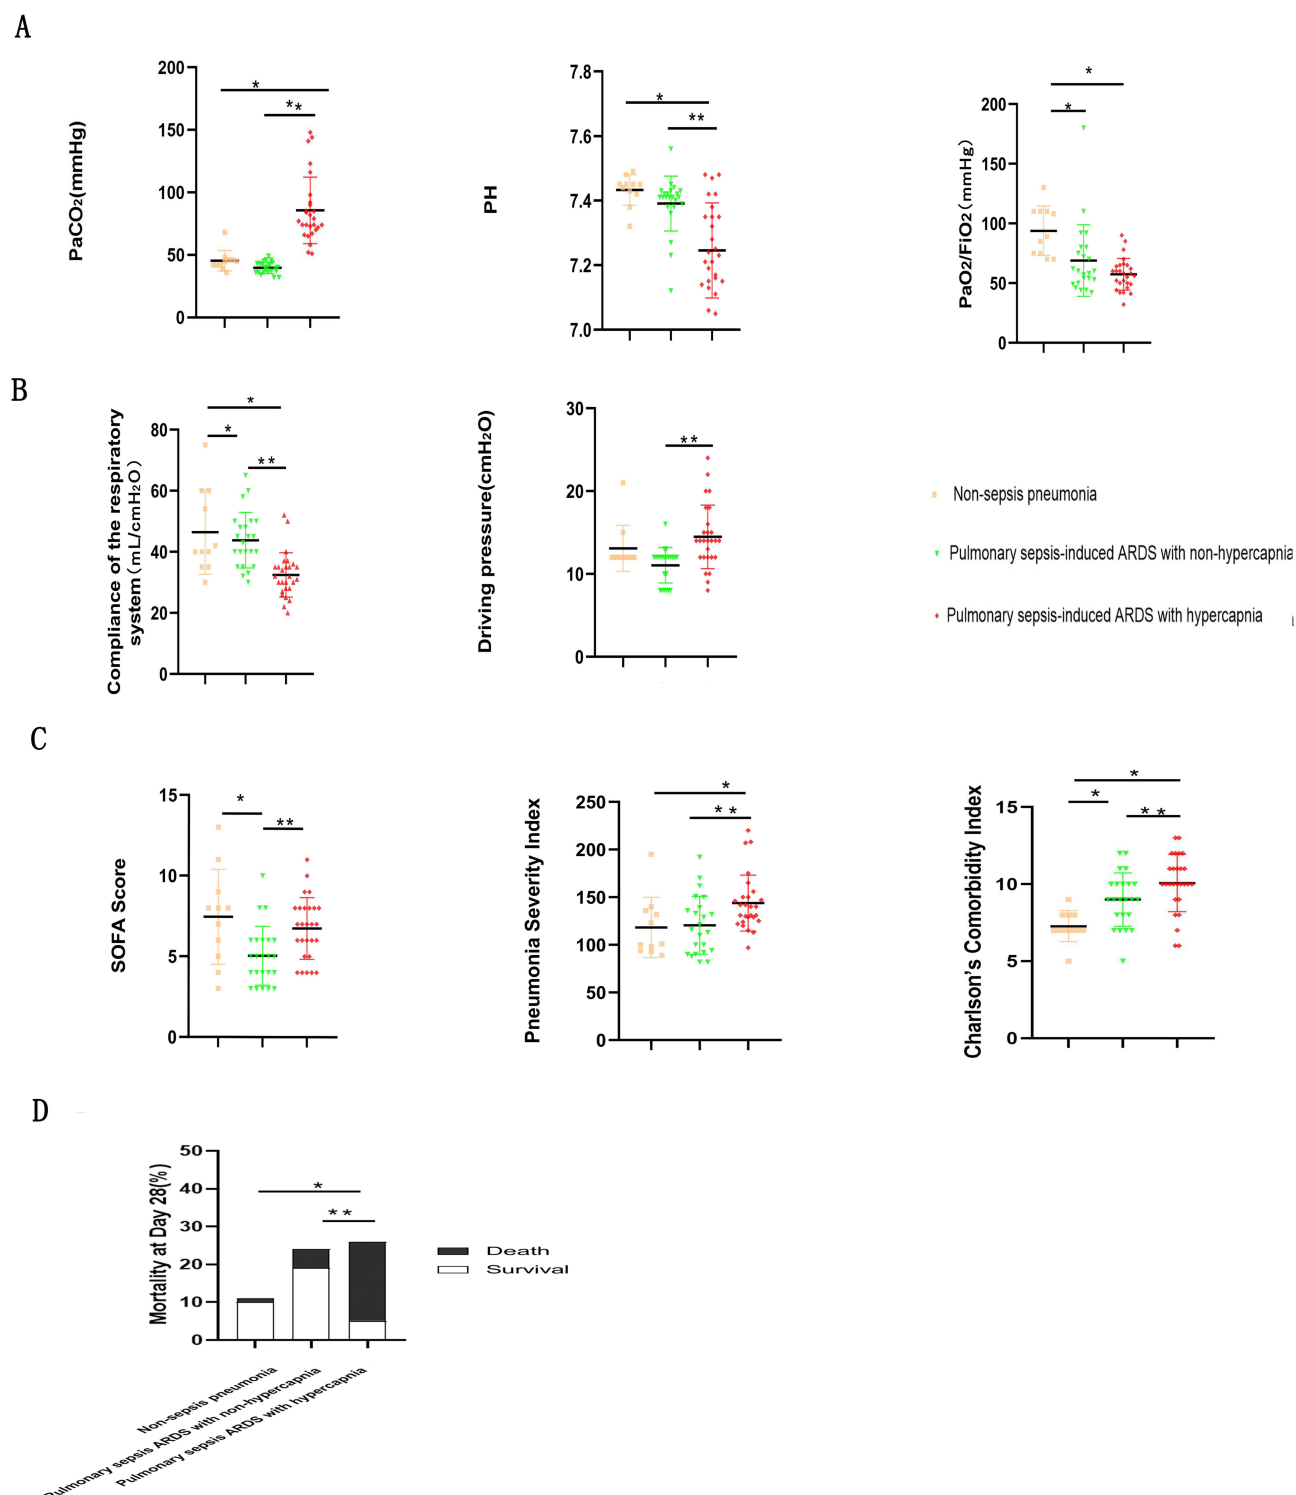 A
PaCO2(mmHg)
200
150
100
50
0
*
**
PH
7.8
7.6
7.4
7.2
7.0
*
**
PaO2/FiO2(mmHg)
200
150
100
50
0
*
*
B
Compliance of the respiratory
system(mL/cmH2O)
80
60
40
20
0
*
*
**
Driving pressure(cmH2O)
30
20
10
0
**
Non-sepsis pneumonia
Pulmonary sepsis-induced ARDS with non-hypercapnia
Pulmonary sepsis-induced ARDS with hypercapnia
C
SOFA Score
15
10
5
0
*
**
Pneumonia Severity Index
250
200
150
100
50
0
*
**
Charlson's Comorbidity Index
15
10
5
0
*
*
**
D
Mortality at Day 28(%)
50
40
30
20
10
0
*
**
Death
Survival
Non-sepsis pneumonia
Pulmonary sepsis ARDS with non-hypercapnia
Pulmonary sepsis ARDS with hypercapnia